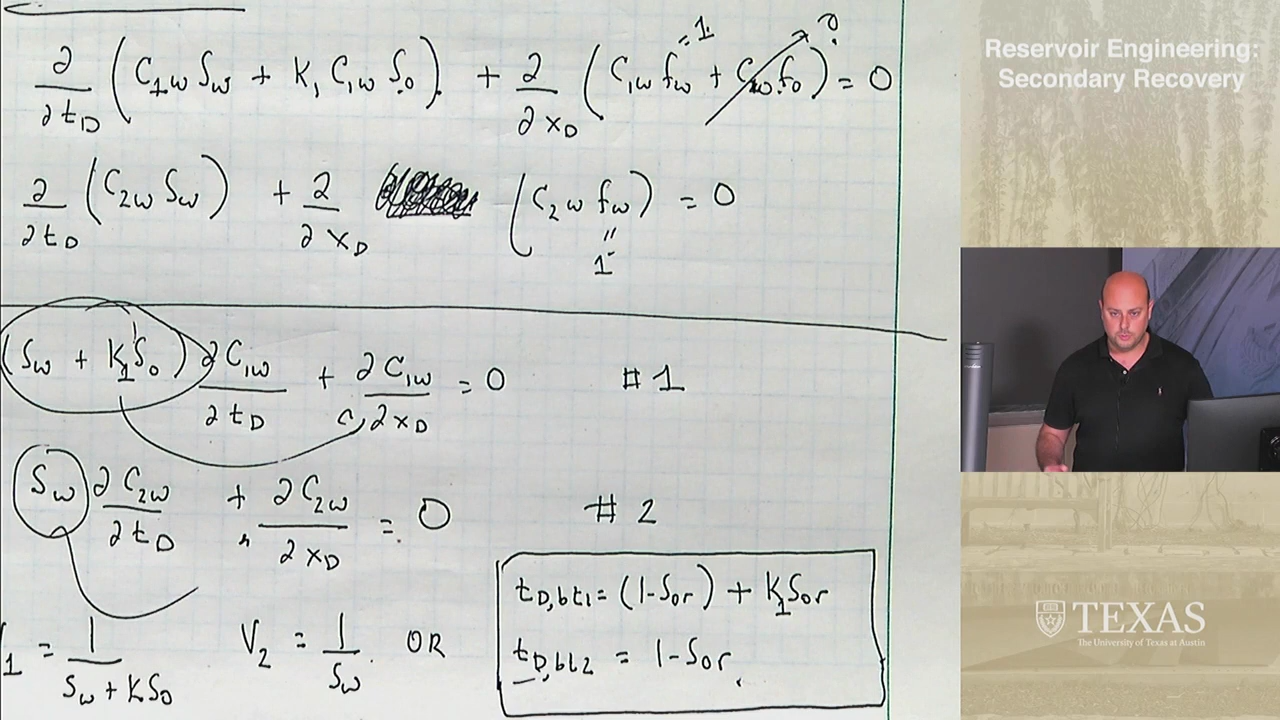 ∂/∂t_D (C_1w S_w + K_1 C_1w S_o) + ∂/∂x_D (C_1w f_w + C_1o f_o) = 0
= 1
0
∂/∂t_D (C_2w S_w) + ∂/∂x_D (C_2w f_w) = 0
" 1
(S_w + K_1 S_o) ∂C_1w/∂t_D + ∂C_1w/∂x_D = 0 #1
S_w ∂C_2w/∂t_D + ∂C_2w/∂x_D = 0 #2
V_1 = 1/(S_w + K S_o) V_2 = 1/S_w OR
t_D,bt1 = (1-S_or) + K_1 S_or
t_D,bt2 = 1-S_or
Reservoir Engineering:
Secondary Recovery
TEXAS
The University of Texas at Austin